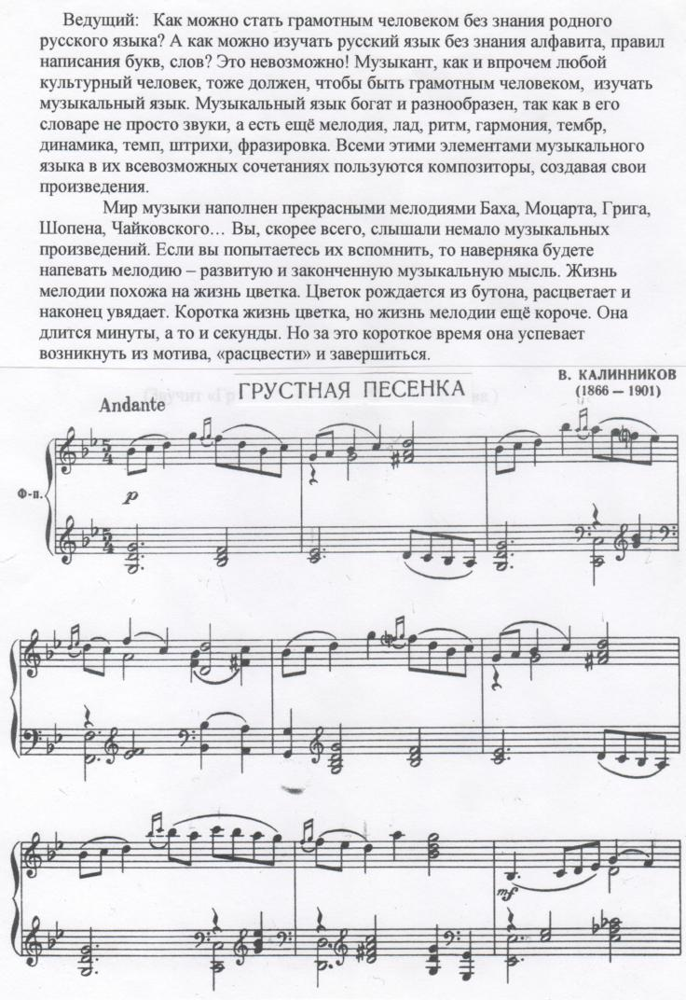 Ведущий: Как можно стать грамотным человеком без знания родного
русского языка? А как можно изучать русский язык без знания алфавита, правил
написания букв, слов? Это невозможно! Музыкант, как и впрочем любой
культурный человек, тоже должен, чтобы быть грамотным человеком, изучать
музыкальный язык. Музыкальный язык богат и разнообразен, так как в его
словаре не просто звуки, а есть ещё мелодия, лад, ритм, гармония, тембр,
динамика, темп, штрихи, фразировка. Всеми этими элементами музыкального
языка в их всевозможных сочетаниях пользуются композиторы, создавая свои
произведения.
Мир музыки наполнен прекрасными мелодиями Баха, Моцарта, Грига,
Шопена, Чайковского… Вы, скорее всего, слышали немало музыкальных
произведений. Если вы попытаетесь их вспомнить, то наверняка будете
напевать мелодию – развитую и законченную музыкальную мысль. Жизнь
мелодии похожа на жизнь цветка. Цветок рождается из бутона, расцветает и
наконец увядает. Коротка жизнь цветка, но жизнь мелодии ещё короче. Она
длится минуты, а то и секунды. Но за это короткое время она успевает
возникнуть из мотива, «расцвести» и завершиться.
В. КАЛИННИКОВ
(1866 — 1901)
ГРУСТНАЯ ПЕСЕНКА
Andante
5/4
Ф-п.
p
5/4
mf